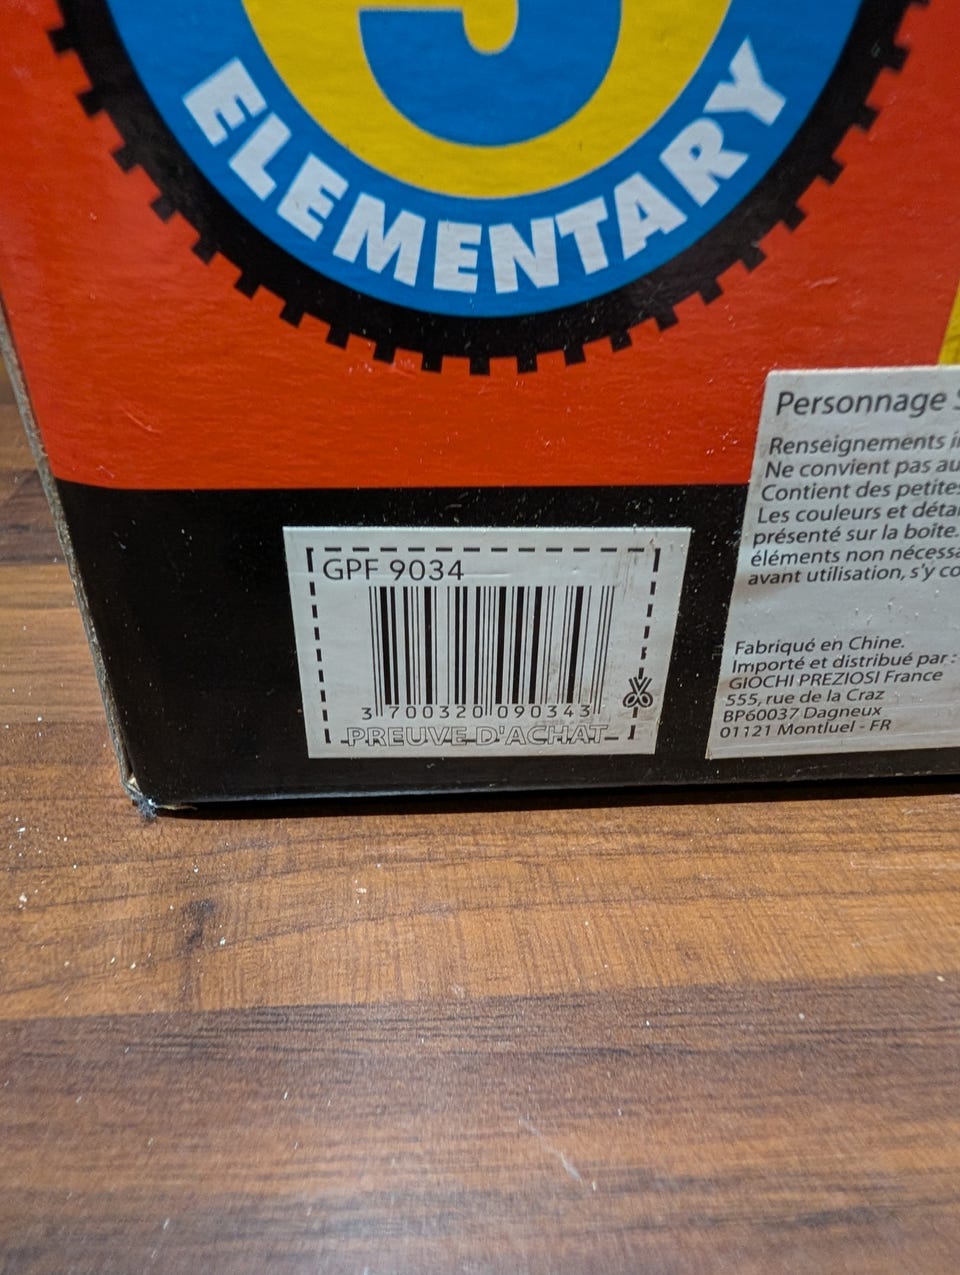 ELEMENTARY
GPF 9034
3 700320 090343
PREUVE D'ACHAT
Personnage
Renseignements
Ne convient pas
Contient des petites
Les couleurs et
présenté sur la boîte.
éléments non
avant utilisation, s'y
Fabriqué en Chine.
Importé et distribué par :
GIOCHI PREZIOSI France
555, rue de la Craz
BP60037 Dagneux
01121 Montluel - FR